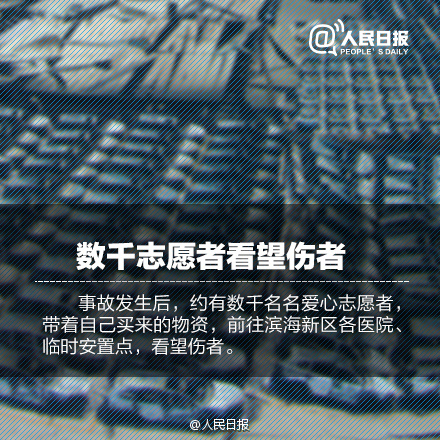 @人民日报
PEOPLE'S DAILY
数千志愿者看望伤者
事故发生后，约有数千名名爱心志愿者，
带着自己买来的物资，前往滨海新区各医院、
临时安置点，看望伤者。
@人民日报